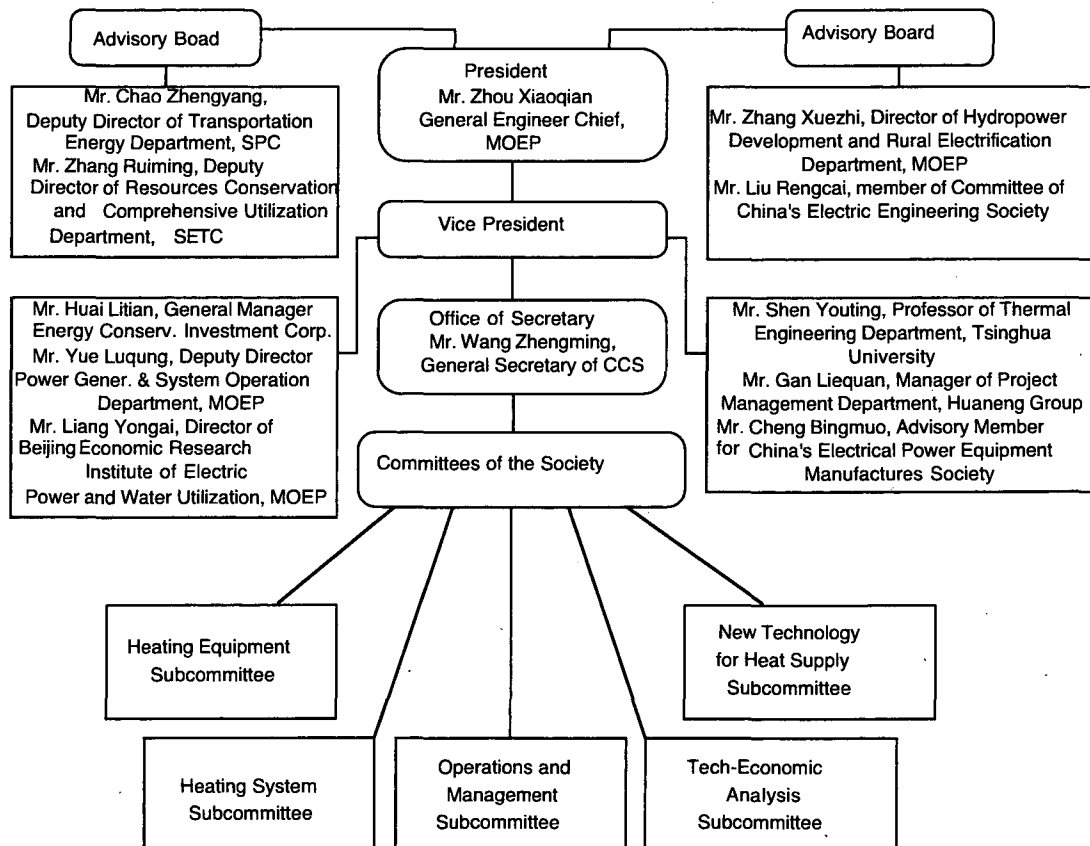 Advisory Boad
Advisory Board
President
Mr. Zhou Xiaoqian
General Engineer Chief,
MOEP
Mr. Chao Zhengyang,
Deputy Director of Transportation
Energy Department, SPC
Mr. Zhang Ruiming, Deputy
Director of Resources Conservation
and Comprehensive Utilization
Department, SETC
Mr. Zhang Xuezhi, Director of Hydropower
Development and Rural Electrification
Department, MOEP
Mr. Liu Rengcai, member of Committee of
China's Electric Engineering Society
Vice President
Mr. Huai Litian, General Manager
Energy Conserv. Investment Corp.
Mr. Yue Luqung, Deputy Director
Power Gener. & System Operation
Department, MOEP
Mr. Liang Yongai, Director of
Beijing Economic Research
Institute of Electric
Power and Water Utilization, MOEP
Office of Secretary
Mr. Wang Zhengming,
General Secretary of CCS
Mr. Shen Youting, Professor of Thermal
Engineering Department, Tsinghua
University
Mr. Gan Liequan, Manager of Project
Management Department, Huaneng Group
Mr. Cheng Bingmuo, Advisory Member
for China's Electrical Power Equipment
Manufactures Society
Committees of the Society
Heating Equipment
Subcommittee
New Technology
for Heat Supply
Subcommittee
Heating System
Subcommittee
Operations and
Management
Subcommittee
Tech-Economic
Analysis
Subcommittee